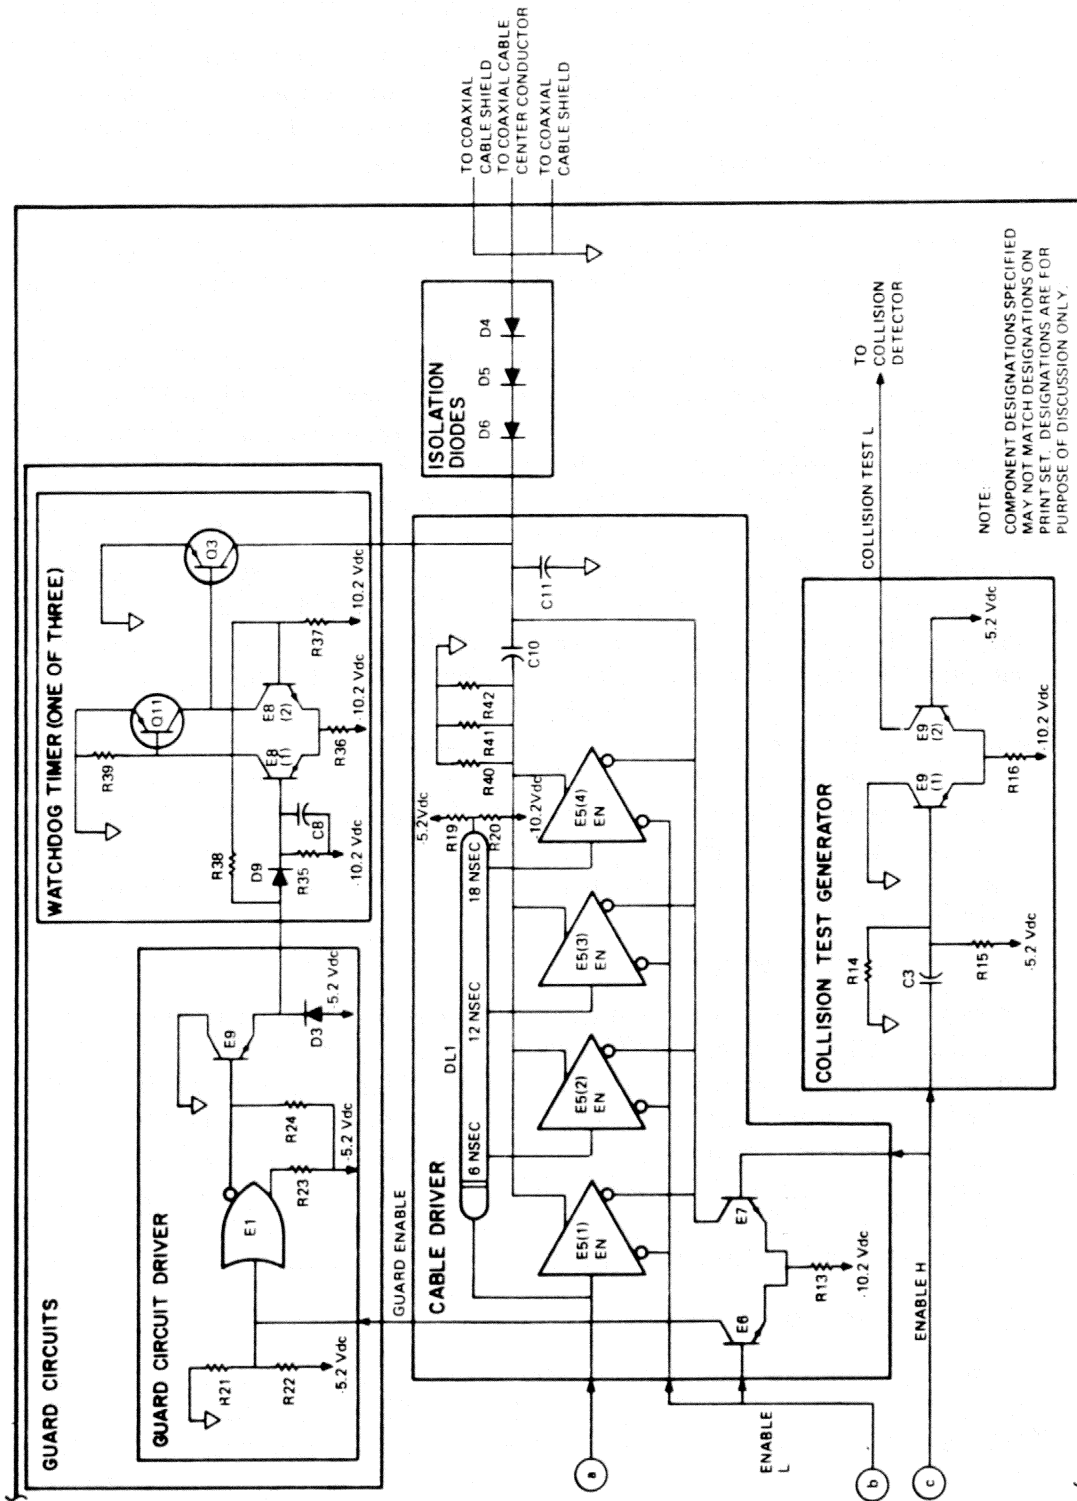 GUARD CIRCUITS
GUARD CIRCUIT DRIVER
R21
R22
-5.2 Vdc
E1
R23
R24
-5.2 Vdc
E9
D3
-5.2 Vdc
WATCHDOG TIMER (ONE OF THREE)
R38
D9
R35
C8
-10.2 Vdc
R39
Q11
E8
(1)
E8
(2)
R36
-10.2 Vdc
R37
-10.2 Vdc
Q3
GUARD ENABLE
CABLE DRIVER
DL1
6 NSEC
12 NSEC
18 NSEC
-5.2Vdc
R19
R20
-10.2Vdc
R40
R41
R42
C10
C11
E5(1)
EN
E5(2)
EN
E5(3)
EN
E5(4)
EN
E6
E7
R13
-10.2 Vdc
ISOLATION
DIODES
D6
D5
D4
TO COAXIAL
CABLE SHIELD
TO COAXIAL CABLE
CENTER CONDUCTOR
TO COAXIAL
CABLE SHIELD
COLLISION TEST GENERATOR
R14
C3
R15
-5.2 Vdc
E9
(1)
E9
(2)
R16
-10.2 Vdc
-5.2 Vdc
COLLISION TEST L
TO
COLLISION
DETECTOR
a
ENABLE
L
b
ENABLE H
c
NOTE:
COMPONENT DESIGNATIONS SPECIFIED
MAY NOT MATCH DESIGNATIONS ON
PRINT SET. DESIGNATIONS ARE FOR
PURPOSE OF DISCUSSION ONLY.